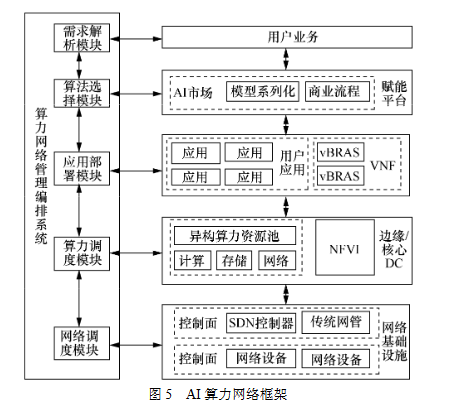 算力网络管理编排系统
需求解析模块
用户业务
算法选择模块
AI市场 模型系列化 商业流程
赋能平台
应用部署模块
应用 应用
应用 应用
用户应用
vBRAS
vBRAS
VNF
算力调度模块
异构算力资源池
计算 存储 网络
NFVI
边缘/核心DC
网络调度模块
控制面 SDN控制器 传统网管
控制面 网络设备 网络设备
网络基础设施
图 5 AI 算力网络框架